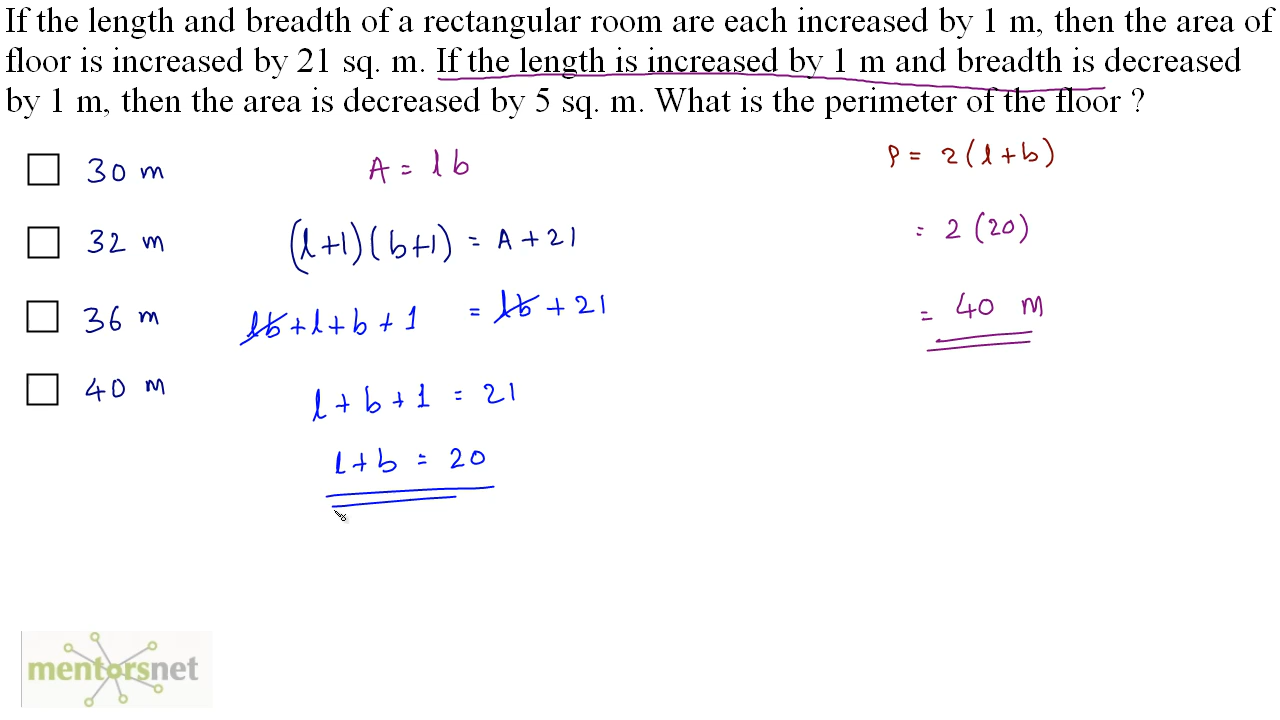 If the length and breadth of a rectangular room are each increased by 1 m, then the area of
floor is increased by 21 sq. m. If the length is increased by 1 m and breadth is decreased
by 1 m, then the area is decreased by 5 sq. m. What is the perimeter of the floor ?
30 m
32 m
36 m
40 m
A = lb
(l+1)(b+1) = A + 21
lb + l + b + 1 = lb + 21
l + b + 1 = 21
l + b = 20
P = 2(l+b)
= 2(20)
= 40 m
mentorsnet